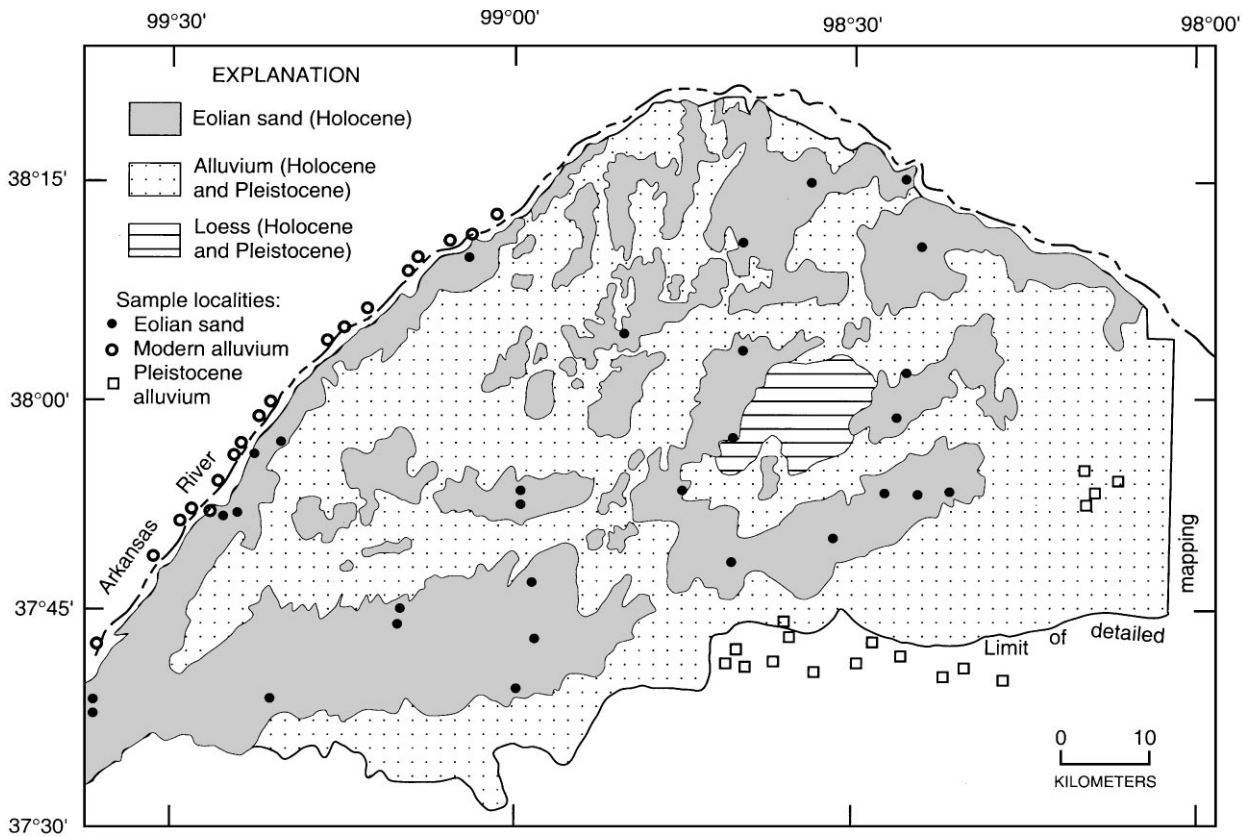 99°30' 99°00' 98°30' 98°00'
EXPLANATION
Eolian sand (Holocene)
Alluvium (Holocene
and Pleistocene)
Loess (Holocene
and Pleistocene)
Sample localities:
Eolian sand
Modern alluvium
Pleistocene
alluvium
38°15'
38°00'
37°45'
37°30'
Arkansas River
Limit of detailed mapping
0 10
KILOMETERS